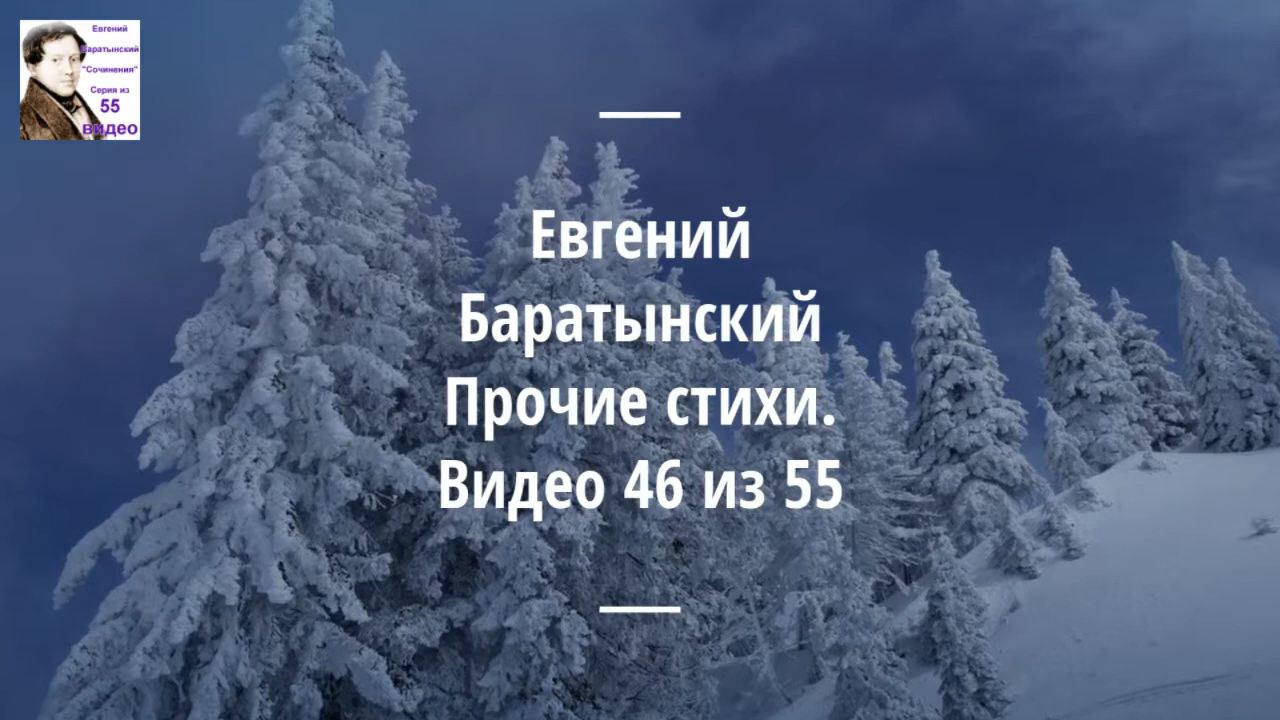 Евгений
Баратынский
"Сочинения"
Серия из
55
видео
Евгений
Баратынский
Прочие стихи.
Видео 46 из 55